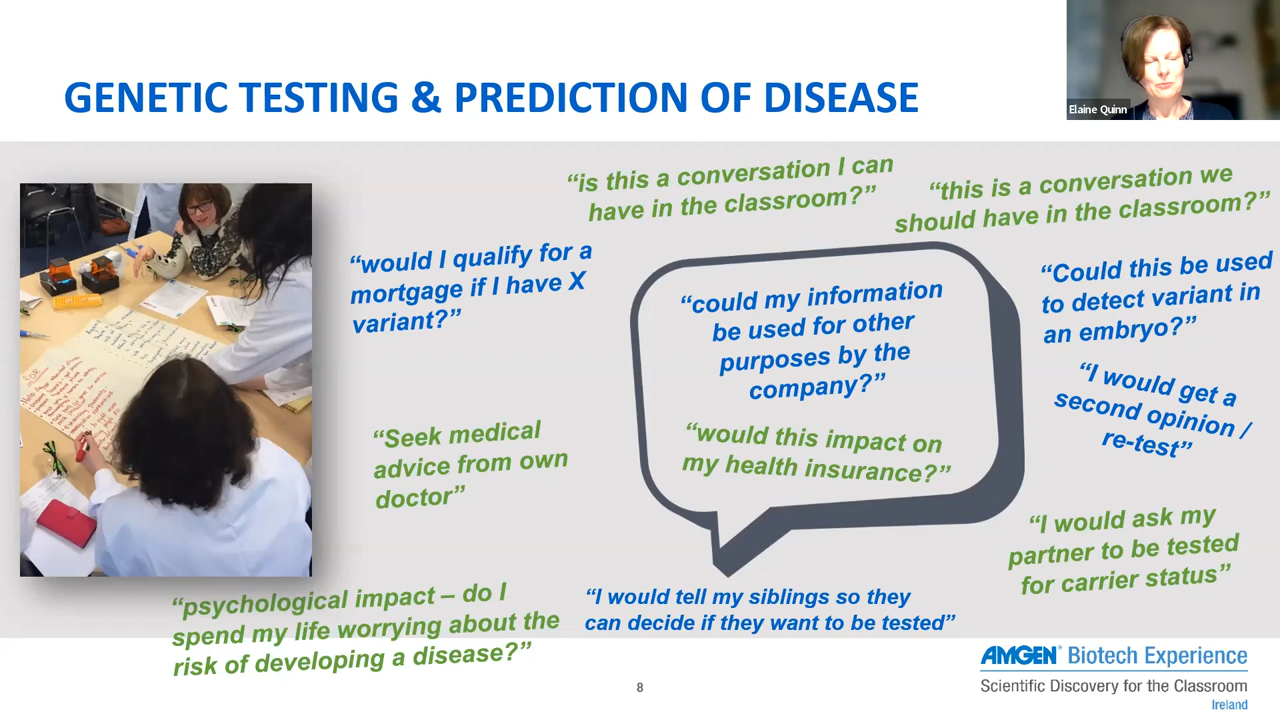 GENETIC TESTING & PREDICTION OF DISEASE
Elaine Quinn
“is this a conversation I can
have in the classroom?”
“this is a conversation we
should have in the classroom?”
“would I qualify for a
mortgage if I have X
variant?”
“could my information
be used for other
purposes by the
company?”
“Could this be used
to detect variant in
an embryo?”
“I would get a
second opinion /
re-test”
“Seek medical
advice from own
doctor”
“would this impact on
my health insurance?”
“I would ask my
partner to be tested
for carrier status”
“psychological impact – do I
spend my life worrying about the
risk of developing a disease?”
“I would tell my siblings so they
can decide if they want to be tested”
AMGEN® Biotech Experience
Scientific Discovery for the Classroom
Ireland
8
FOR